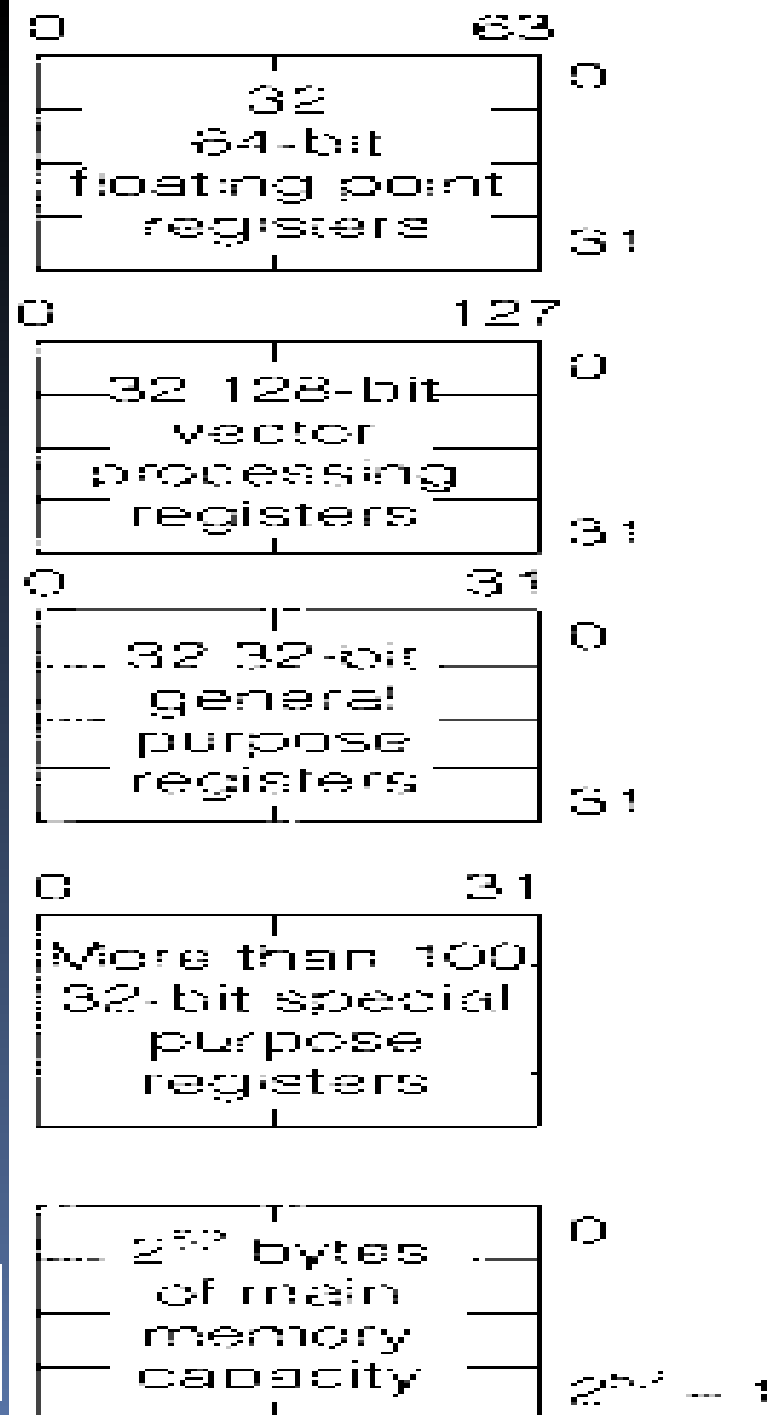 0 63
32
64-bit
floating point
registers
0
31
0 127
32 128-bit
vector
processing
registers
0
31
0 31
32 32-bit
general
purpose
registers
0
31
0 31
More than 100
32-bit special
purpose
registers
bytes
of main
memory
capacity
0
– 1